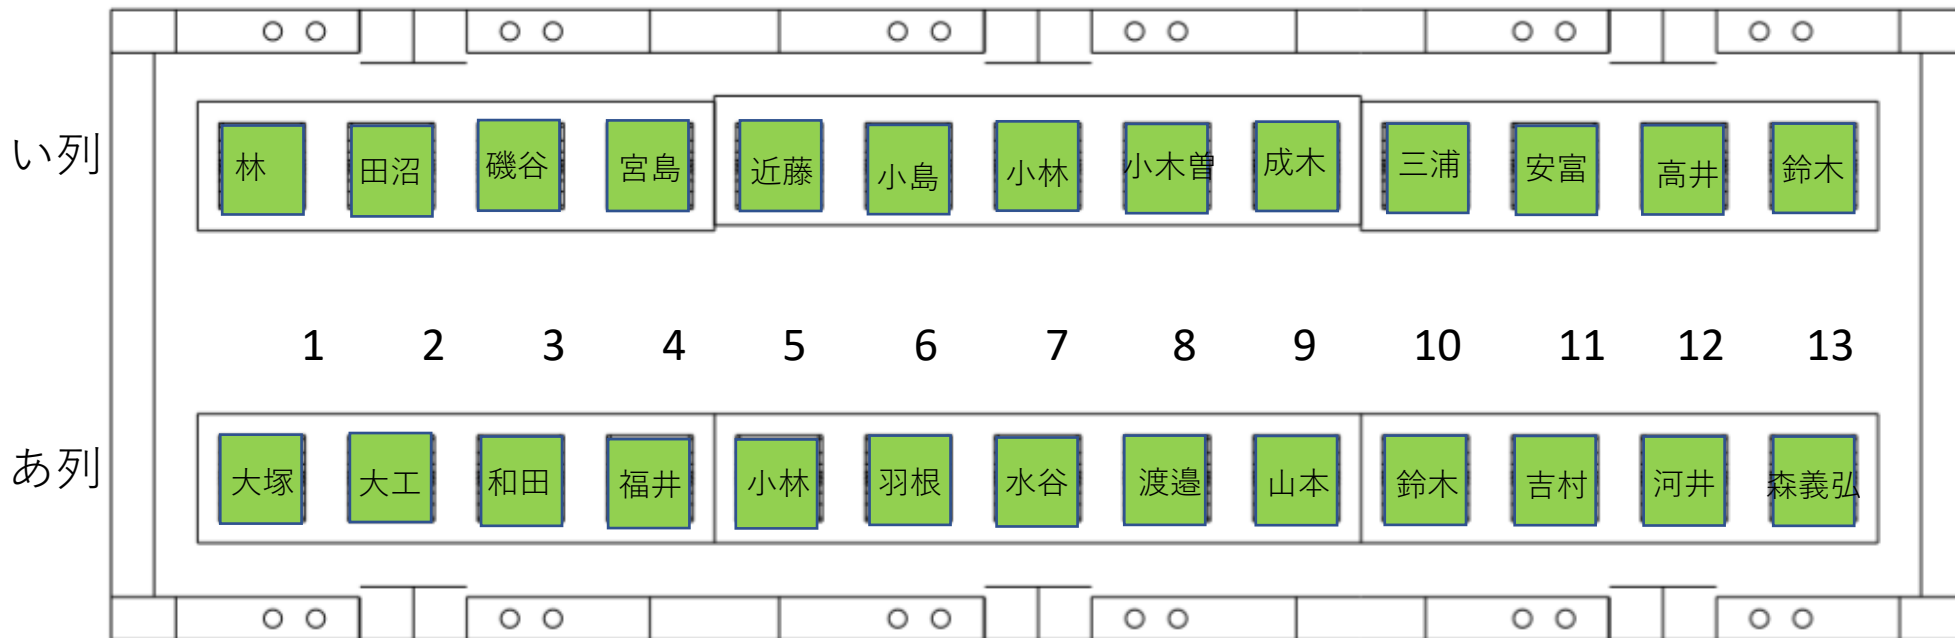 い列 林 田沼 磯谷 宮島 近藤 小島 小林 小木曽 成木 三浦 安富 高井 鈴木
1 2 3 4 5 6 7 8 9 10 11 12 13
あ列 大塚 大工 和田 福井 小林 羽根 水谷 渡邉 山本 鈴木 吉村 河井 森義弘